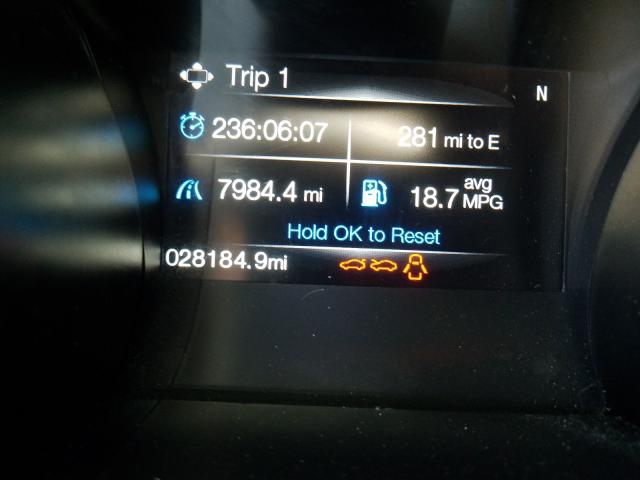 Trip 1
N
236:06:07 281 mi to E
7984.4 mi 18.7 avg MPG
Hold OK to Reset
028184.9mi